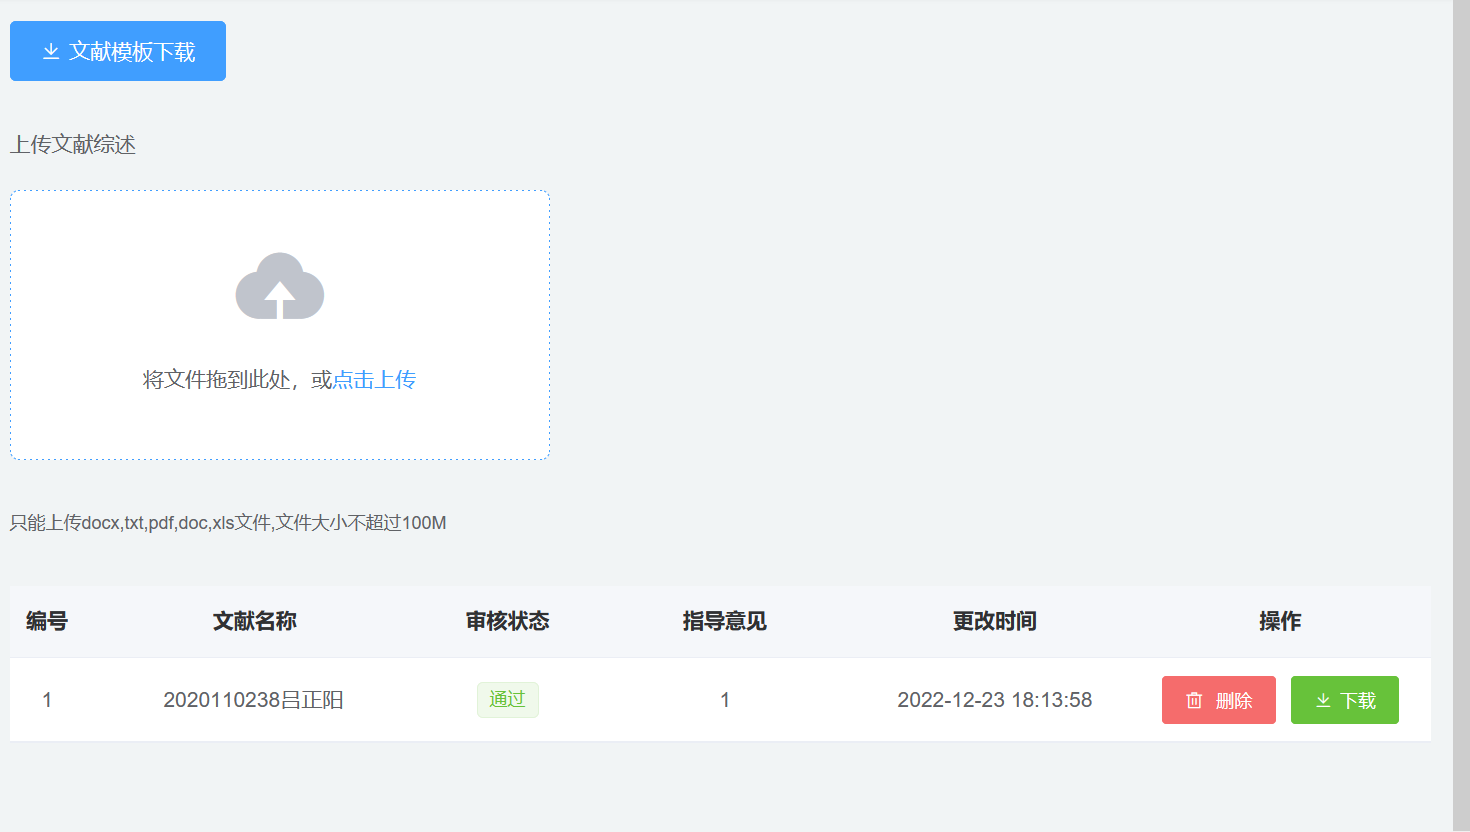 文献模板下载
上传文献综述
将文件拖到此处，或点击上传
只能上传docx,txt,pdf,doc,xls文件,文件大小不超过100M
编号 文献名称 审核状态 指导意见 更改时间 操作
1 2020110238吕正阳 通过 1 2022-12-23 18:13:58 删除 下载